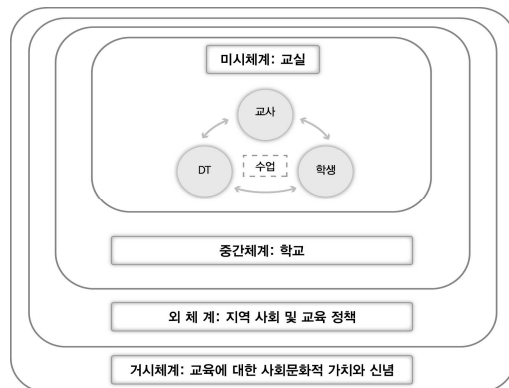 미시체계: 교실
교사
DT
수업
학생
중간체계: 학교
외 체 계: 지역 사회 및 교육 정책
거시체계: 교육에 대한 사회문화적 가치와 신념